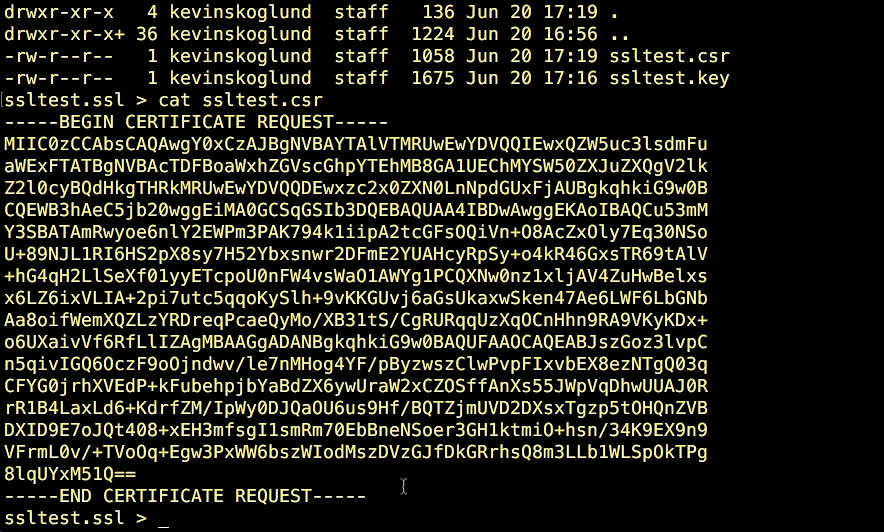 drwxr-xr-x   4 kevinskoglund  staff   136 Jun 20 17:19 .
drwxr-xr-x+ 36 kevinskoglund  staff  1224 Jun 20 16:56 ..
-rw-r--r--   1 kevinskoglund  staff  1058 Jun 20 17:19 ssltest.csr
-rw-r--r--   1 kevinskoglund  staff  1675 Jun 20 17:16 ssltest.key
ssltest.ssl > cat ssltest.csr
-----BEGIN CERTIFICATE REQUEST-----
MIIC0zCCAbsCAQAwgY0xCzAJBgNVBAYTAlVTMRUwEwYDVQQIEwxQZW5uc3lsdmFu
aWExFTATBgNVBAcTDFBoaWxhZGVscGhpYTEhMB8GA1UEChMYSW50ZXJuZXQgV2lk
Z2l0cyBQdHkgTHRkMRUwEwYDVQQDEwxzc2x0ZXN0LnNpdGUxFjAUBgkqhkiG9w0B
CQEWB3hAeC5jb20wggEiMA0GCSqGSIb3DQEBAQUAA4IBDwAwggEKAoIBAQCu53mM
Y3SBATAmRwyoe6nlY2EWPm3PAK794k1iipA2tcGFsOQiVn+O8AcZxOly7Eq30NSo
U+89NJL1RI6HS2pX8sy7H52Ybxsnwr2DFmE2YUAHcyRpSy+o4kR46GxsTR69tAlV
+hG4qH2LlSeXf01yyETcpoU0nFW4vsWaO1AWYg1PCQXNw0nz1xljAV4ZuHwBelxs
x6LZ6ixVLIA+2pi7utc5qqoKySlh+9vKKGUvj6aGsUkaxwSken47Ae6LWF6LbGNb
Aa8oifWemXQZLzYRDreqPcaeQyMo/XB31tS/CgRURqqUzXqOCnHhn9RA9VKyKDx+
o6UXaivVf6RfLlIZAgMBAAGgADANBgkqhkiG9w0BAQUFAAOCAQEABJszGoz3lvpC
n5qivIGQ6OczF9oOjndwv/le7nMHog4YF/pByzwszClwPvpFIxvbEX8ezNTgQ03q
CFYG0jrhXVEdP+kFubehpjbYaBdZX6ywUraW2xCZOSffAnXs55JWpVqDhwUUAJ0R
rR1B4LaxLd6+KdrfZM/IpWy0DJQaOU6us9Hf/BQTZjmUVD2DXsxTgzp5tOHQnZVB
DXID9E7oJQt408+xEH3mfsgI1smRm70EbBneNSoer3GH1ktmiO+hsn/34K9EX9n9
VFrmL0v/+TVoOq+Egw3PxWW6bszWIodMszDVzGJfDkGRrhsQ8m3LLb1WLSpOkTPg
8lqUYxM51Q==
-----END CERTIFICATE REQUEST-----
ssltest.ssl > _